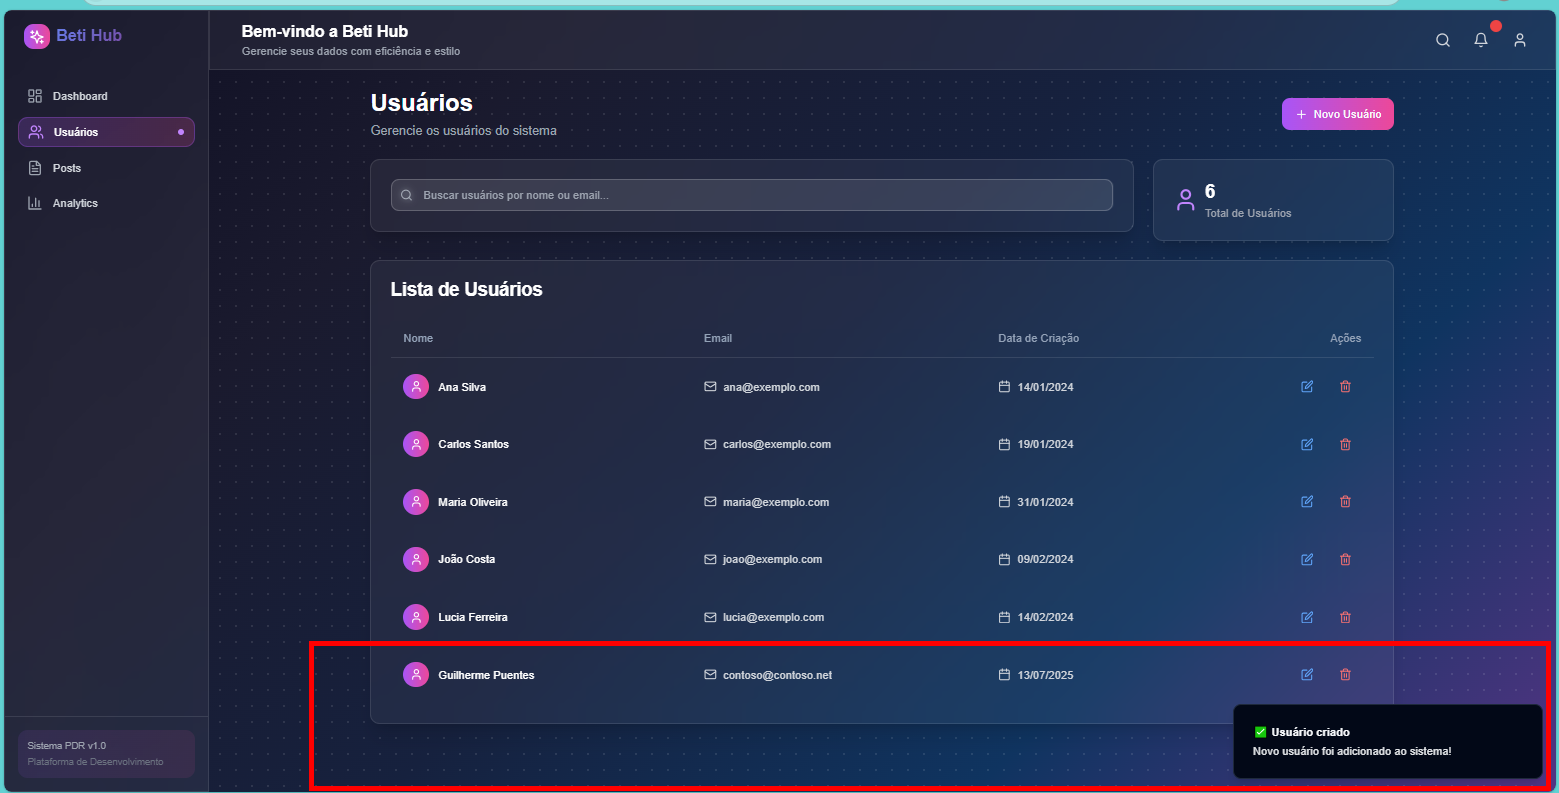 Beti Hub
Bem-vindo a Beti Hub
Gerencie seus dados com eficiência e estilo
Dashboard
Usuários
Posts
Analytics
Usuários
Gerencie os usuários do sistema
Novo Usuário
Buscar usuários por nome ou email...
6
Total de Usuários
Lista de Usuários
Nome Email Data de Criação Ações
Ana Silva ana@exemplo.com 14/01/2024
Carlos Santos carlos@exemplo.com 19/01/2024
Maria Oliveira maria@exemplo.com 31/01/2024
João Costa joao@exemplo.com 09/02/2024
Lucia Ferreira lucia@exemplo.com 14/02/2024
Guilherme Puentes contoso@contoso.net 13/07/2025
Usuário criado
Novo usuário foi adicionado ao sistema!
Sistema PDR v1.0
Plataforma de Desenvolvimento